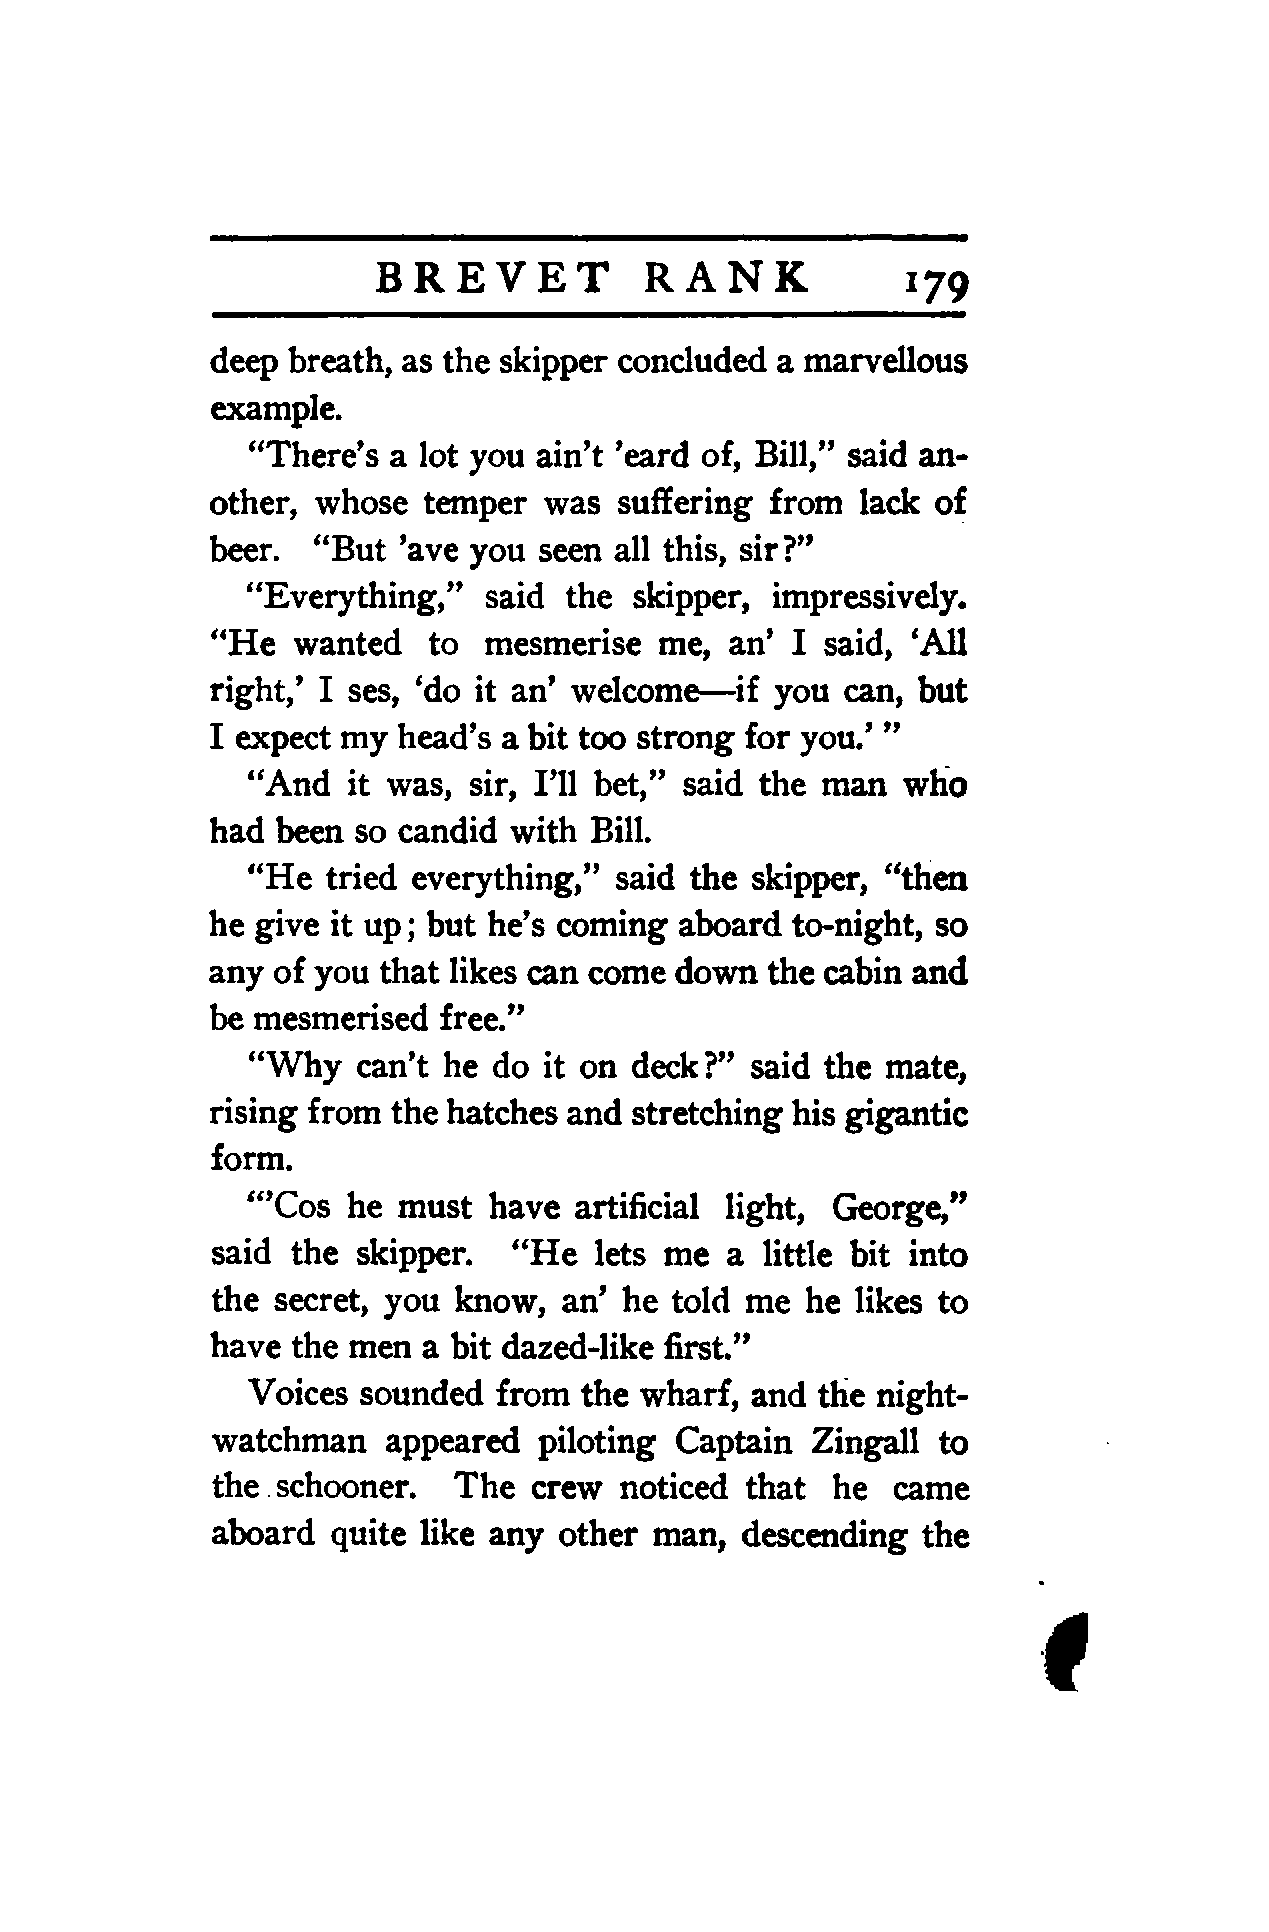 BREVET RANK 179
deep breath, as the skipper concluded a marvellous
example.
“There’s a lot you ain’t ’eard of, Bill,” said an-
other, whose temper was suffering from lack of
beer. “But ’ave you seen all this, sir?”
“Everything,” said the skipper, impressively.
“He wanted to mesmerise me, an’ I said, ‘All
right,’ I ses, ‘do it an’ welcome—if you can, but
I expect my head’s a bit too strong for you.’ ”
“And it was, sir, I’ll bet,” said the man who
had been so candid with Bill.
“He tried everything,” said the skipper, “then
he give it up; but he’s coming aboard to-night, so
any of you that likes can come down the cabin and
be mesmerised free.”
“Why can’t he do it on deck?” said the mate,
rising from the hatches and stretching his gigantic
form.
“’Cos he must have artificial light, George,”
said the skipper. “He lets me a little bit into
the secret, you know, an’ he told me he likes to
have the men a bit dazed-like first.”
Voices sounded from the wharf, and the night-
watchman appeared piloting Captain Zingall to
the schooner. The crew noticed that he came
aboard quite like any other man, descending the